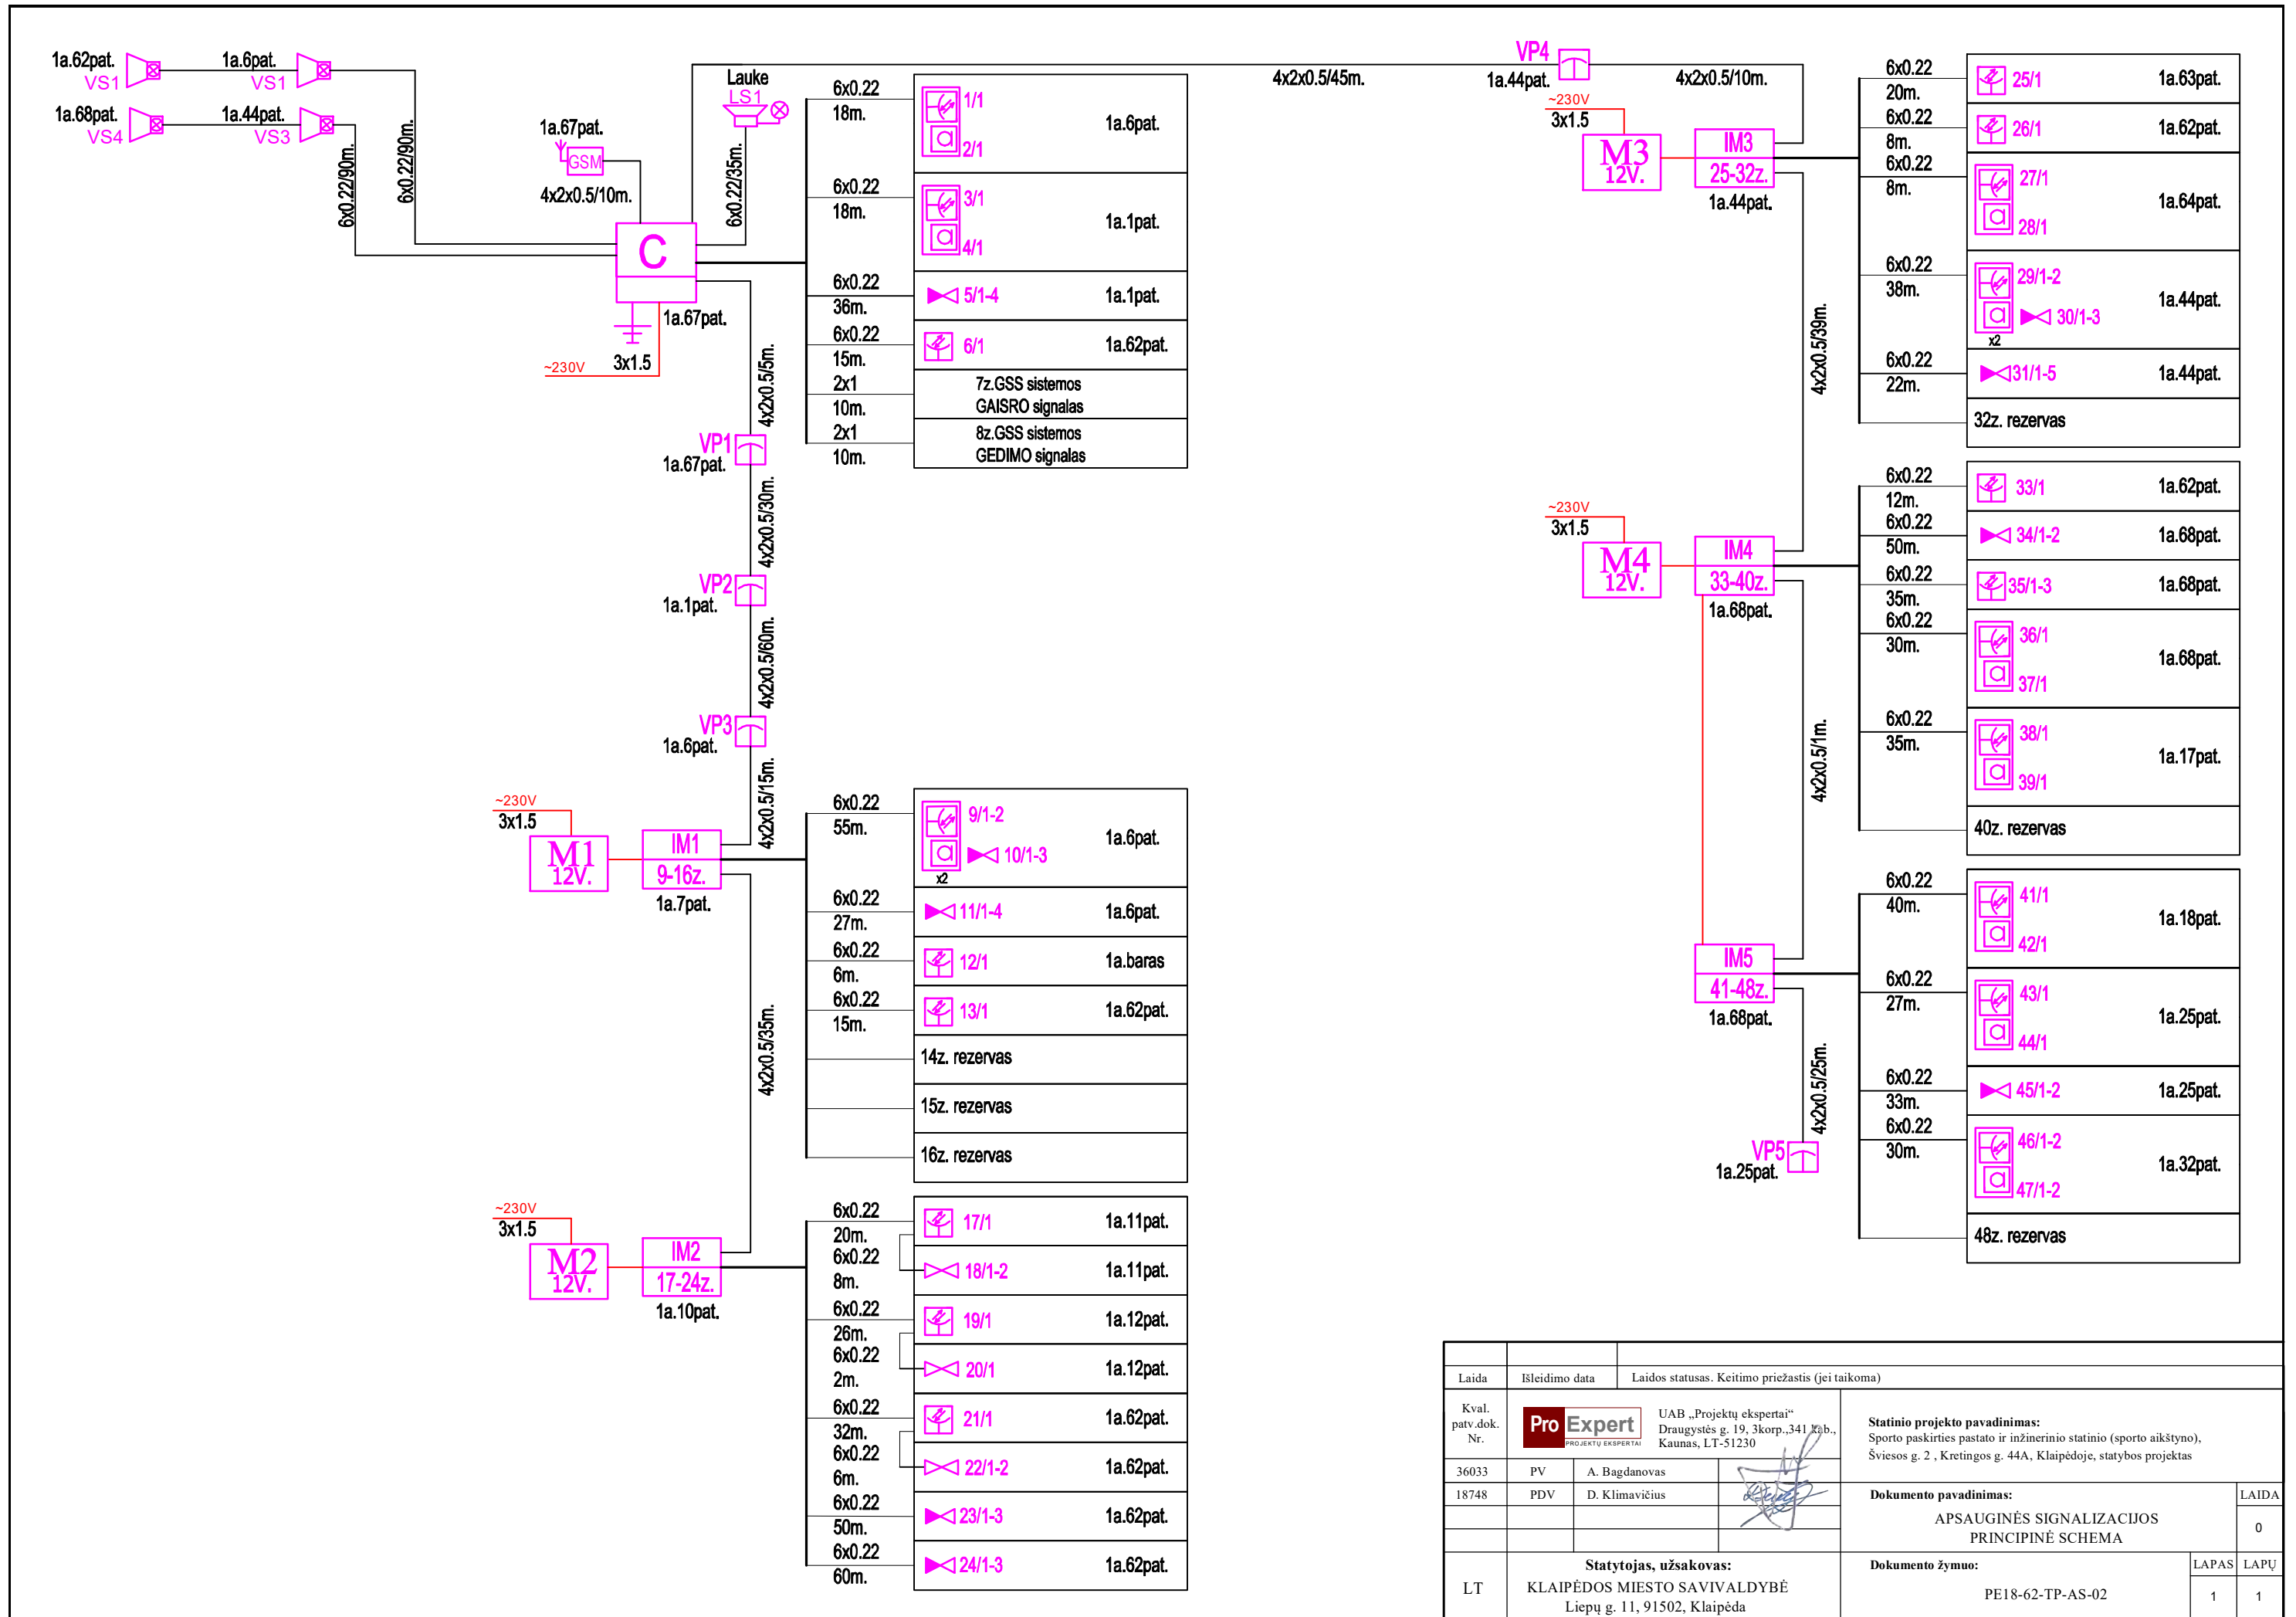 1a.62pat.
VS1
1a.6pat.
VS1
1a.68pat.
VS4
1a.44pat.
VS3
6x0.22/90m.
6x0.22/90m.
1a.67pat.
GSM
4x2x0.5/10m.
Lauke
LS1
6x0.22/35m.
C
1a.67pat.
3x1.5
~230V
4x2x0.5/5m.
VP1
1a.67pat.
4x2x0.5/30m.
VP2
1a.1pat.
4x2x0.5/60m.
VP3
1a.6pat.
4x2x0.5/15m.
6x0.22
18m.
1/1
a
2/1
1a.6pat.
6x0.22
18m.
3/1
a
4/1
1a.1pat.
6x0.22
36m.
5/1-4
1a.1pat.
6x0.22
15m.
6/1
1a.62pat.
2x1
10m.
7z.GSS sistemos
GAISRO signalas
2x1
10m.
8z.GSS sistemos
GEDIMO signalas
~230V
3x1.5
M1
12V.
IM1
9-16z.
1a.7pat.
4x2x0.5/35m.
6x0.22
55m.
9/1-2
a
10/1-3
x2
1a.6pat.
6x0.22
27m.
11/1-4
1a.6pat.
6x0.22
6m.
12/1
1a.baras
6x0.22
15m.
13/1
1a.62pat.
14z. rezervas
15z. rezervas
16z. rezervas
~230V
3x1.5
M2
12V.
IM2
17-24z.
1a.10pat.
6x0.22
20m.
17/1
1a.11pat.
6x0.22
8m.
18/1-2
1a.11pat.
6x0.22
26m.
19/1
1a.12pat.
6x0.22
2m.
20/1
1a.12pat.
6x0.22
32m.
21/1
1a.62pat.
6x0.22
6m.
22/1-2
1a.62pat.
6x0.22
50m.
23/1-3
1a.62pat.
6x0.22
60m.
24/1-3
1a.62pat.
4x2x0.5/45m.
VP4
1a.44pat.
4x2x0.5/10m.
~230V
3x1.5
M3
12V.
IM3
25-32z.
1a.44pat.
4x2x0.5/39m.
6x0.22
20m.
25/1
1a.63pat.
6x0.22
8m.
26/1
1a.62pat.
6x0.22
8m.
27/1
a
28/1
1a.64pat.
6x0.22
38m.
29/1-2
a
30/1-3
x2
1a.44pat.
6x0.22
22m.
31/1-5
1a.44pat.
32z. rezervas
~230V
3x1.5
M4
12V.
IM4
33-40z.
1a.68pat.
4x2x0.5/1m.
6x0.22
12m.
33/1
1a.62pat.
6x0.22
50m.
34/1-2
1a.68pat.
6x0.22
35m.
35/1-3
1a.68pat.
6x0.22
30m.
36/1
a
37/1
1a.68pat.
6x0.22
35m.
38/1
a
39/1
1a.17pat.
40z. rezervas
IM5
41-48z.
1a.68pat.
4x2x0.5/25m.
VP5
1a.25pat.
6x0.22
40m.
41/1
a
42/1
1a.18pat.
6x0.22
27m.
43/1
a
44/1
1a.25pat.
6x0.22
33m.
45/1-2
1a.25pat.
6x0.22
30m.
46/1-2
a
47/1-2
1a.32pat.
48z. rezervas
Laida
Išleidimo data
Laidos statusas. Keitimo priežastis (jei taikoma)
Kval.
patv.dok.
Nr.
Pro Expert
PROJEKTŲ EKSPERTAI
UAB „Projektų ekspertai“
Draugystės g. 19, 3korp.,341 kab.,
Kaunas, LT-51230
Statinio projekto pavadinimas:
Sporto paskirties pastato ir inžinerinio statinio (sporto aikštyno),
Šviesos g. 2 , Kretingos g. 44A, Klaipėdoje, statybos projektas
36033 PV A. Bagdanovas
18748 PDV D. Klimavičius
Dokumento pavadinimas:
APSAUGINĖS SIGNALIZACIJOS
PRINCIPINĖ SCHEMA
LAIDA
0
LT
Statytojas, užsakovas:
KLAIPĖDOS MIESTO SAVIVALDYBĖ
Liepų g. 11, 91502, Klaipėda
Dokumento žymuo:
PE18-62-TP-AS-02
LAPAS LAPŲ
1 1